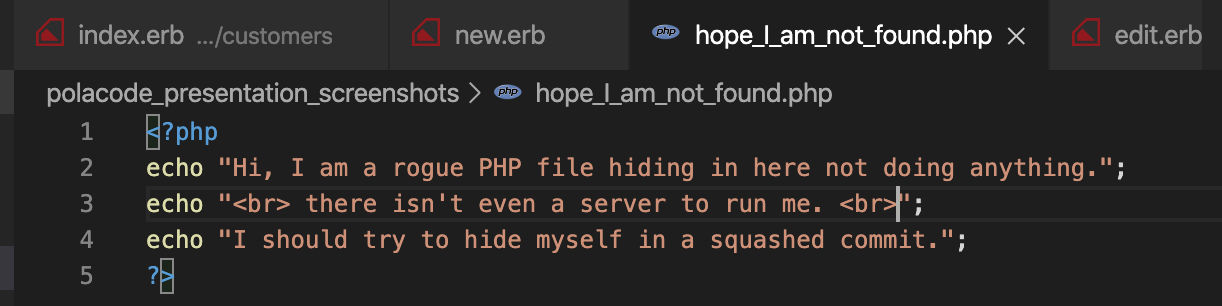 index.erb .../customers
new.erb
php hope_I_am_not_found.php
edit.erb
polacode_presentation_screenshots > php hope_I_am_not_found.php
1 <?php
2 echo "Hi, I am a rogue PHP file hiding in here not doing anything.";
3 echo "<br> there isn't even a server to run me. <br>";
4 echo "I should try to hide myself in a squashed commit.";
5 ?>